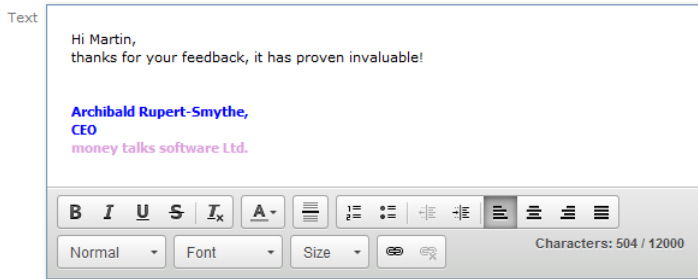 Text
Hi Martin,
thanks for your feedback, it has proven invaluable!
Archibald Rupert-Smythe,
CEO
money talks software Ltd.
B I U S Tx A
Normal Font Size Characters: 504 / 12000